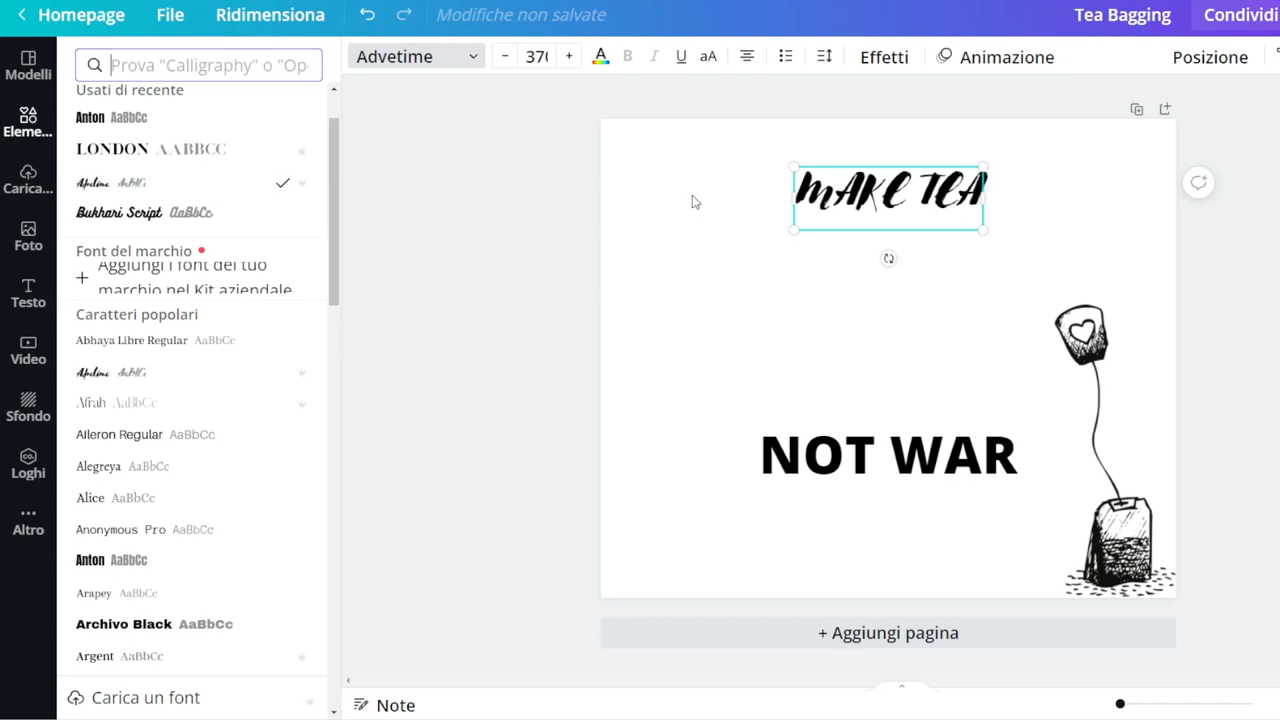 Homepage File Ridimensiona Modifiche non salvate Tea Bagging Condividi
Modelli
Eleme...
Carica...
Foto
Testo
Video
Sfondo
Loghi
Altro
Prova "Calligraphy" o "Op
Usati di recente
Anton AaBbCc
LONDON AABBCC
Advetime AaBbCc
Bukhari Script AaBbCc
Font del marchio
Aggiungi i font del tuo
marchio nel Kit aziendale
Caratteri popolari
Abhaya Libre Regular AaBbCc
Advetime AaBbCc
Afrah AaBbCc
Aileron Regular AaBbCc
Alegreya AaBbCc
Alice AaBbCc
Anonymous Pro AaBbCc
Anton AaBbCc
Arapey AaBbCc
Archivo Black AaBbCc
Argent AaBbCc
Carica un font
Advetime - 370 + A B I U aA Effetti Animazione Posizione
MAKE TEA
NOT WAR
+ Aggiungi pagina
Note